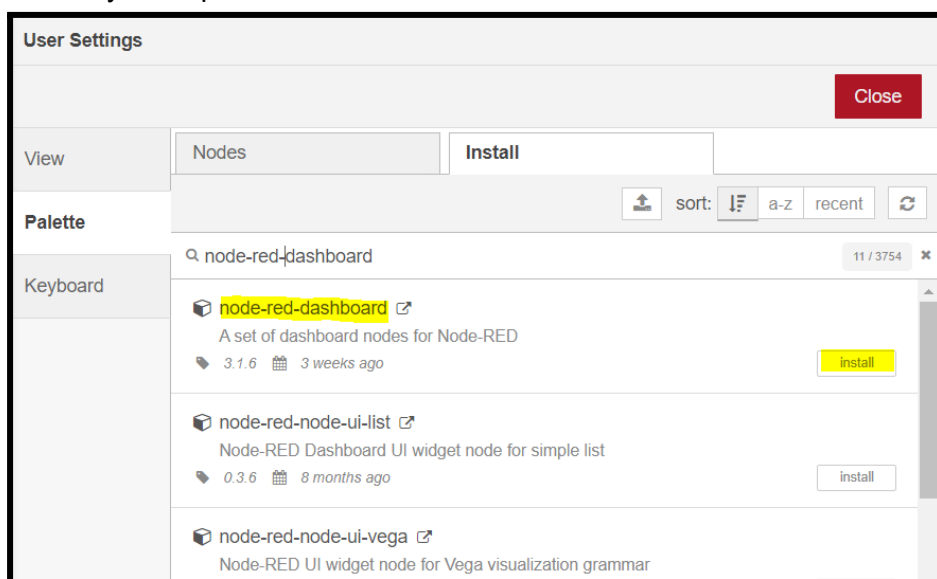 User Settings
Close
View
Palette
Keyboard
Nodes
Install
sort: a-z recent
node-red-dashboard
11 / 3754
node-red-dashboard
A set of dashboard nodes for Node-RED
3.1.6 3 weeks ago
install
node-red-node-ui-list
Node-RED Dashboard UI widget node for simple list
0.3.6 8 months ago
install
node-red-node-ui-vega
Node-RED UI widget node for Vega visualization grammar